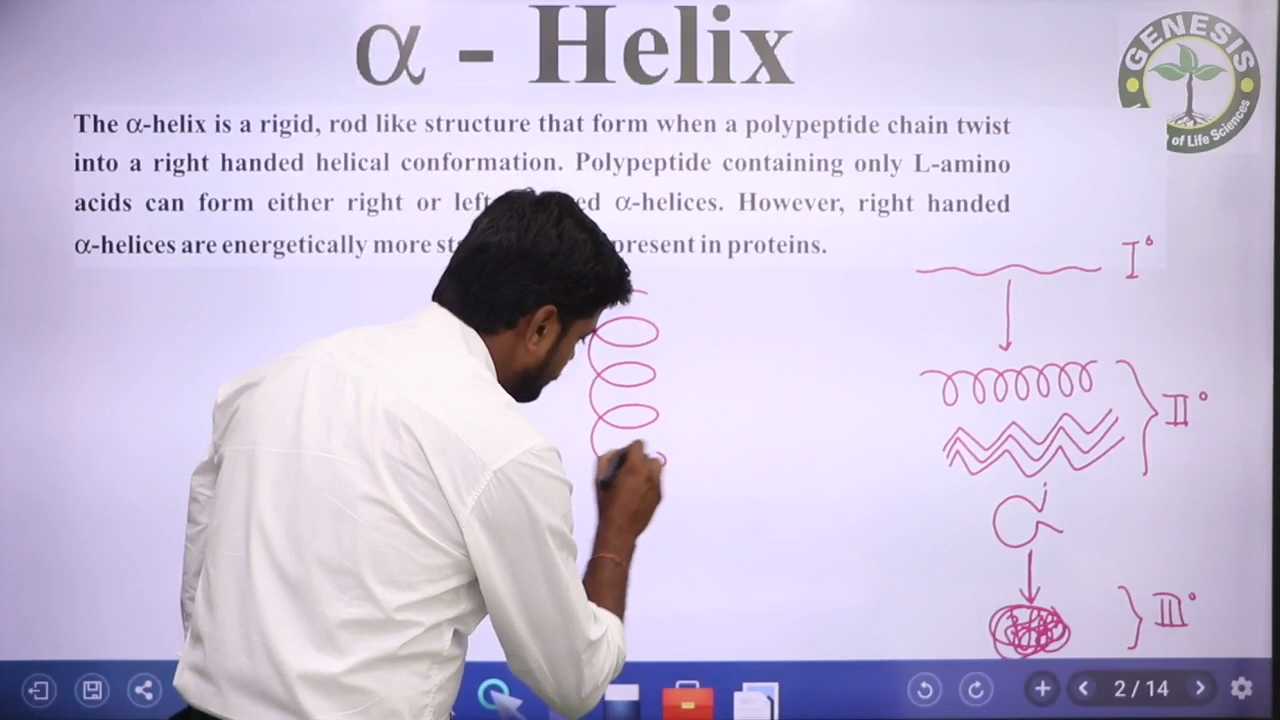 α - Helix
The α-helix is a rigid, rod like structure that form when a polypeptide chain twist
into a right handed helical conformation. Polypeptide containing only L-amino
acids can form either right or left ed α-helices. However, right handed
α-helices are energetically more st present in proteins.
GENESIS
of Life Sciences
I°
II°
III°
2 / 14